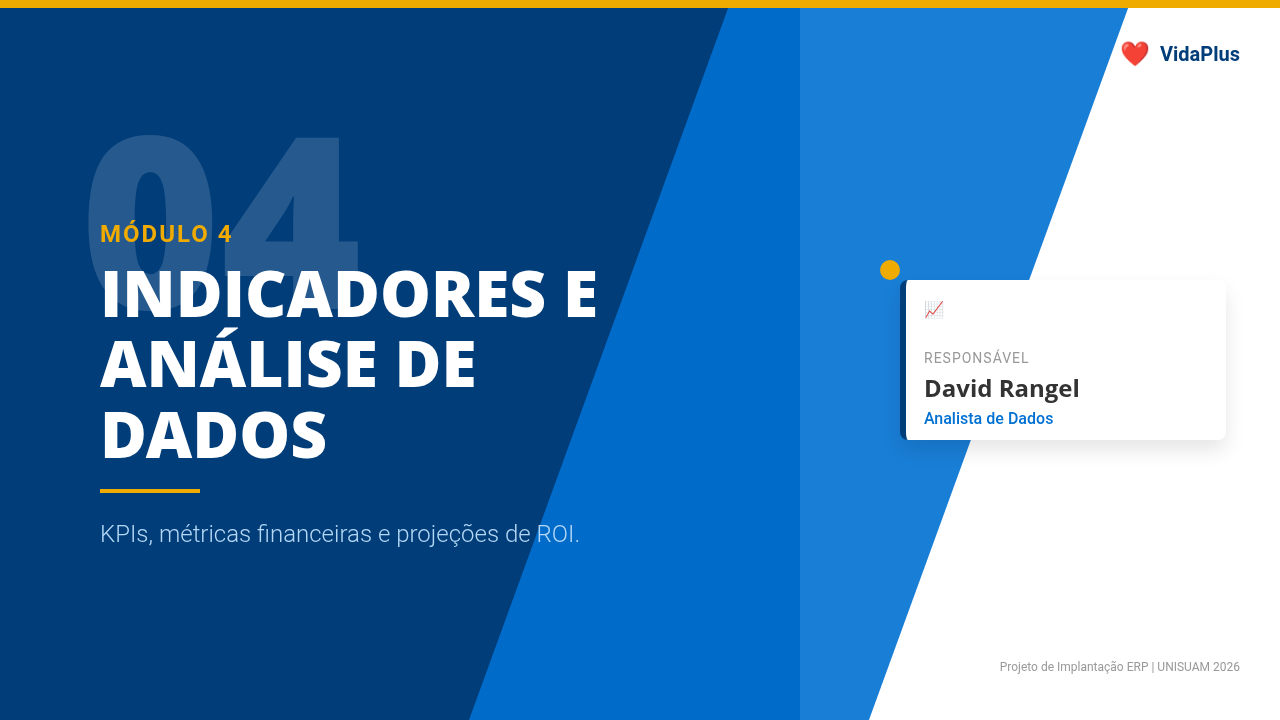 VidaPlus
04
MÓDULO 4
INDICADORES E
ANÁLISE DE
DADOS
KPIs, métricas financeiras e projeções de ROI.
RESPONSÁVEL
David Rangel
Analista de Dados
Projeto de Implantação ERP | UNISUAM 2026